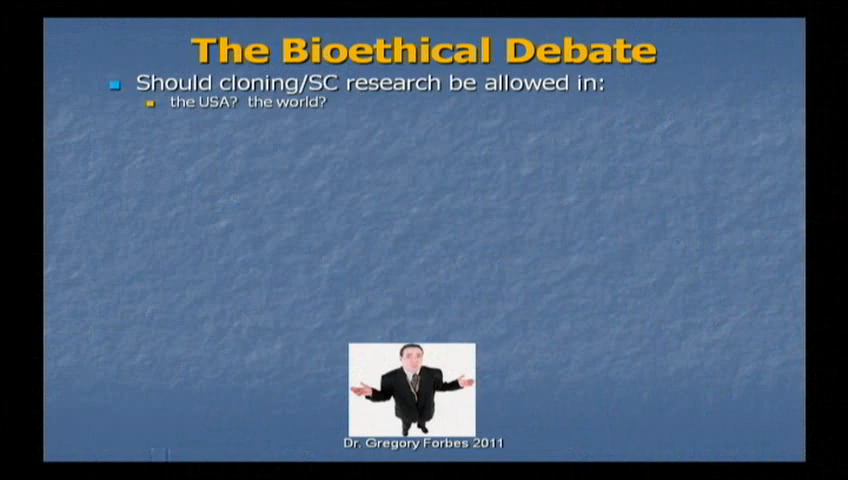 The Bioethical Debate
Should cloning/SC research be allowed in:
the USA? the world?
Dr. Gregory Forbes 2011